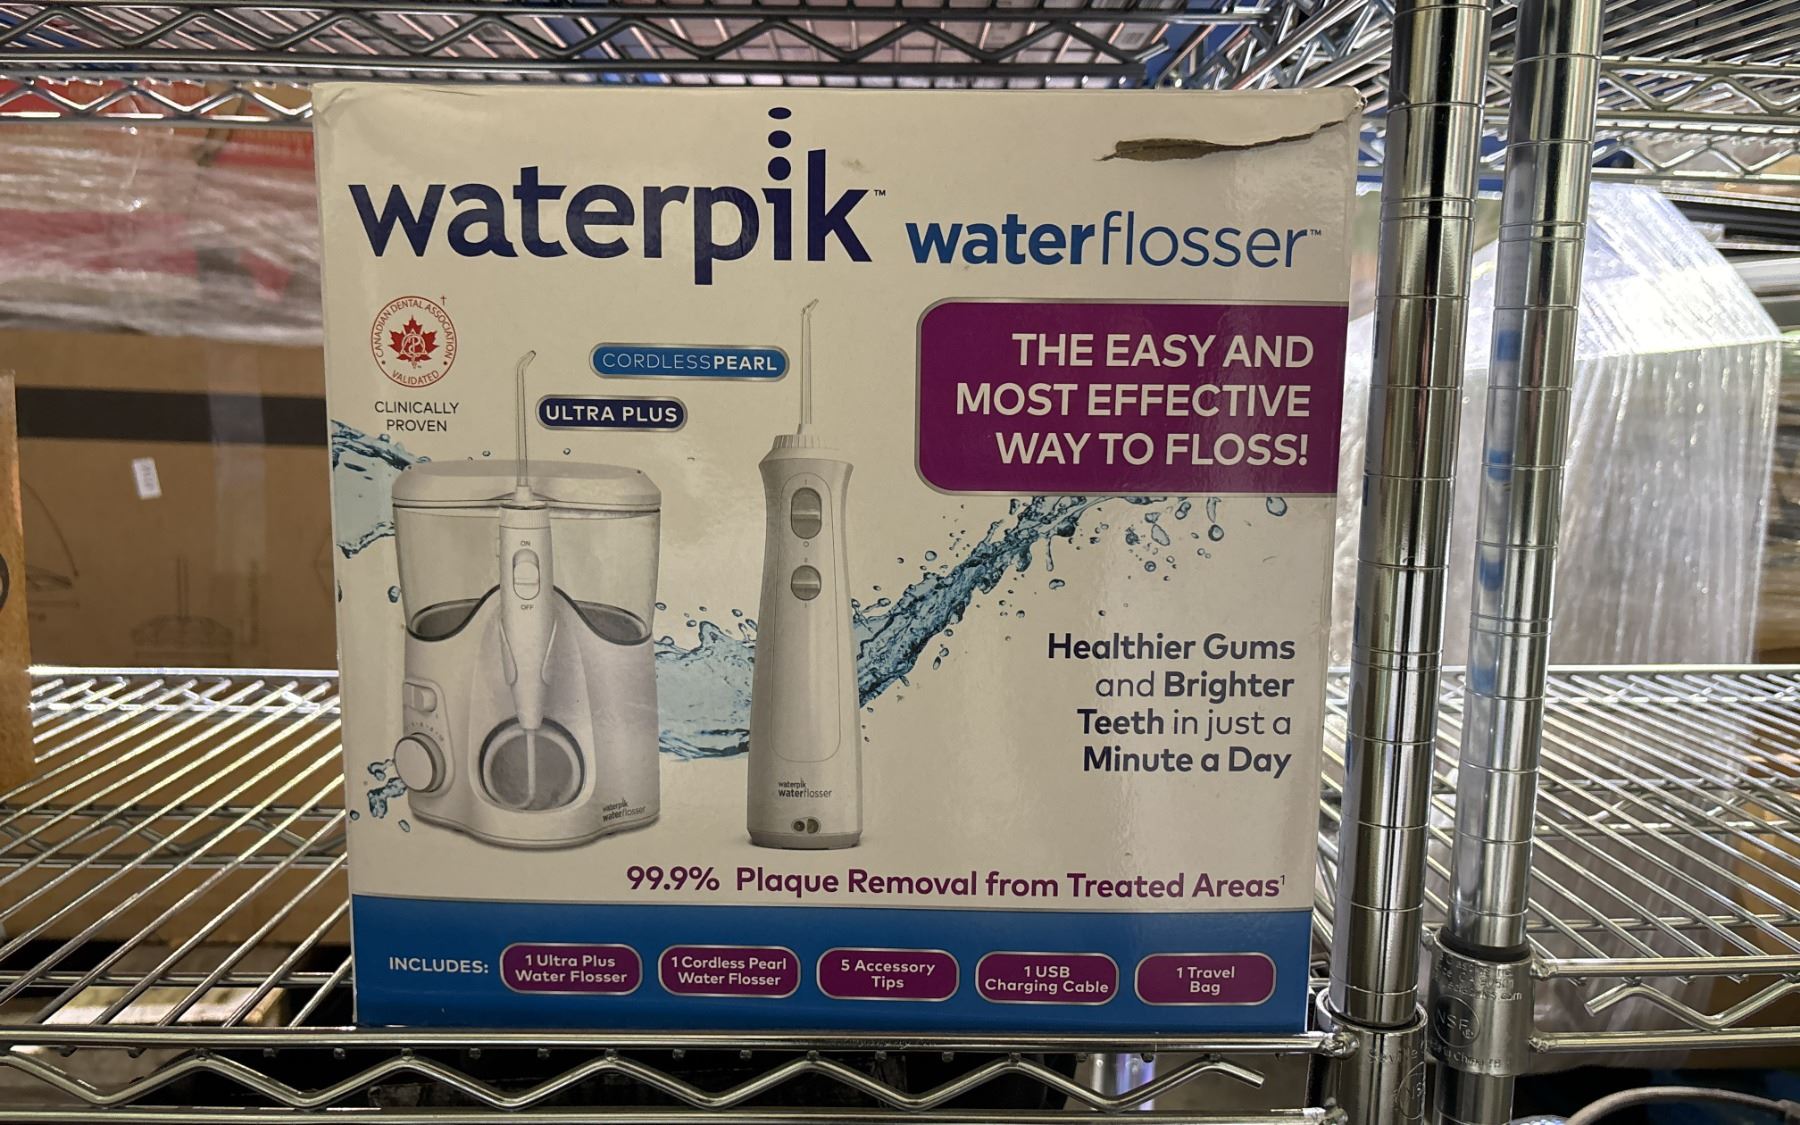 waterpik™ waterflosser™
CANADIAN DENTAL ASSOCIATION†
VALIDATED
CLINICALLY
PROVEN
CORDLESSPEARL
ULTRA PLUS
THE EASY AND
MOST EFFECTIVE
WAY TO FLOSS!
ON
OFF
Healthier Gums
and Brighter
Teeth in just a
Minute a Day
waterpik
waterflosser
waterpik
waterflosser
99.9% Plaque Removal from Treated Areas¹
INCLUDES:
1 Ultra Plus
Water Flosser
1 Cordless Pearl
Water Flosser
5 Accessory
Tips
1 USB
Charging Cable
1 Travel
Bag
NSF